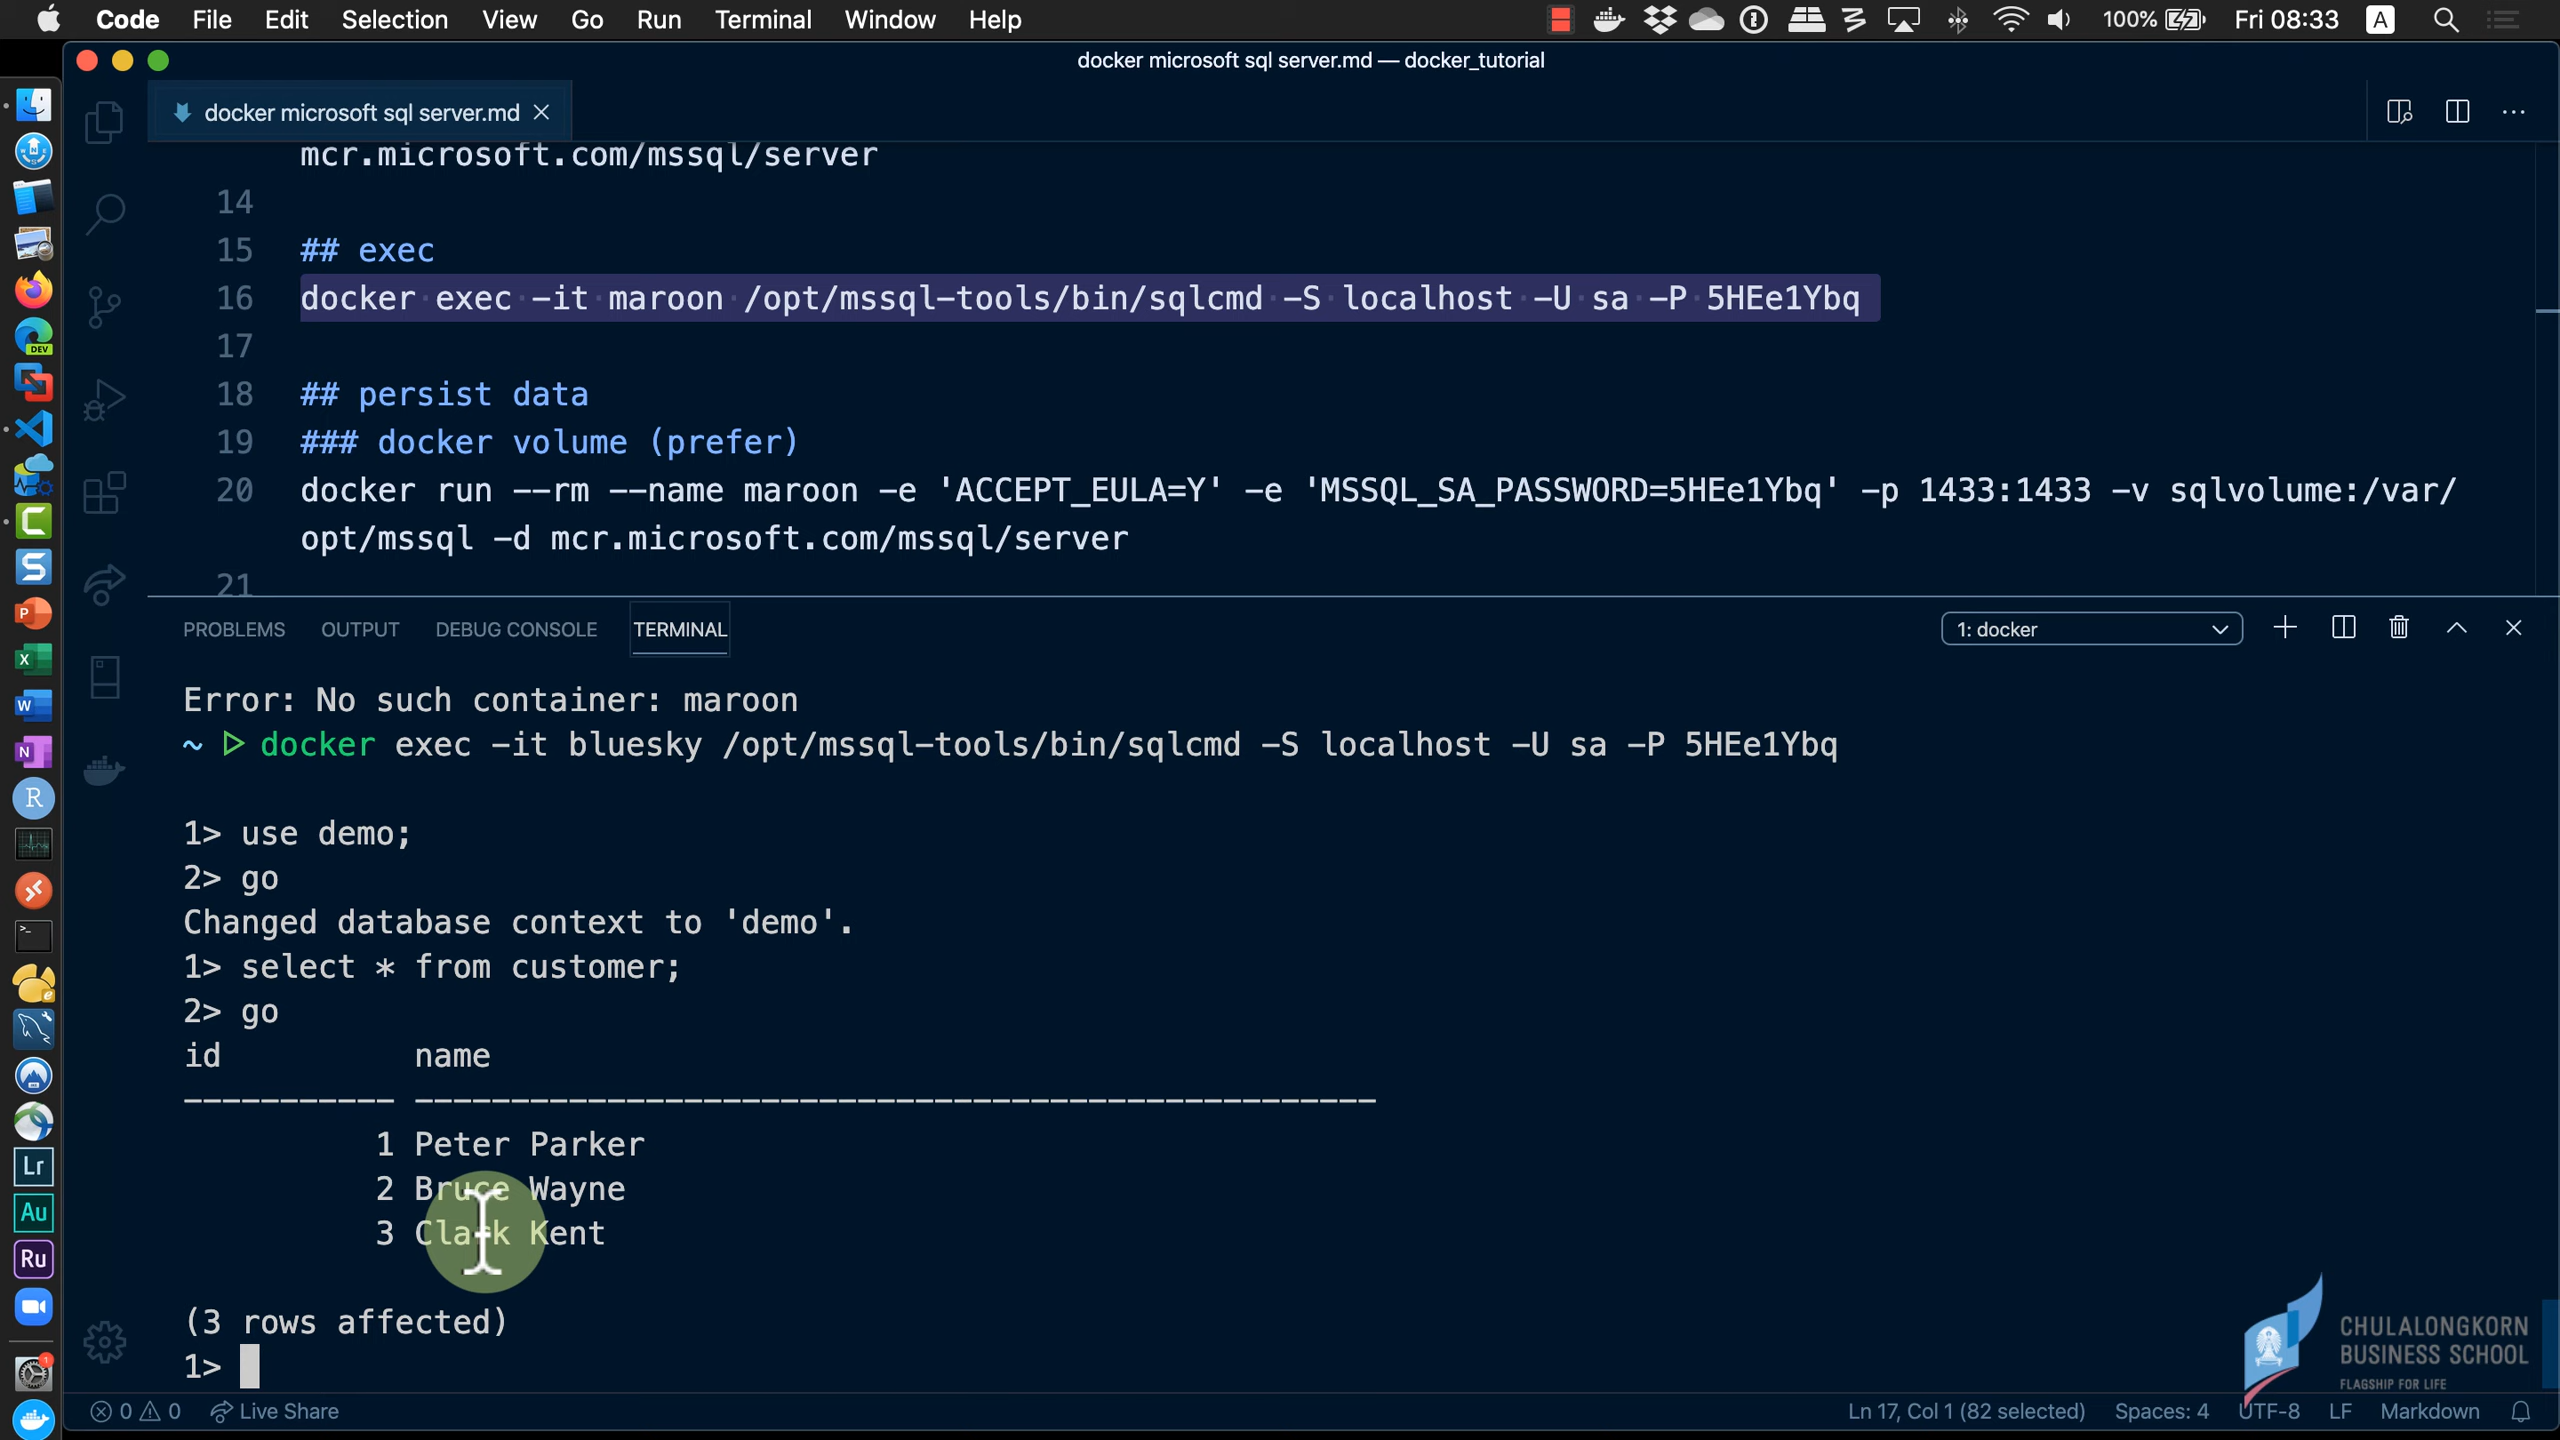 Code File Edit Selection View Go Run Terminal Window Help 100% Fri 08:33 A
docker microsoft sql server.md — docker_tutorial
docker microsoft sql server.md
mcr.microsoft.com/mssql/server
14
15 ## exec
16 docker exec -it maroon /opt/mssql-tools/bin/sqlcmd -S localhost -U sa -P 5HEe1Ybq
17
18 ## persist data
19 ### docker volume (prefer)
20 docker run --rm --name maroon -e 'ACCEPT_EULA=Y' -e 'MSSQL_SA_PASSWORD=5HEe1Ybq' -p 1433:1433 -v sqlvolume:/var/
opt/mssql -d mcr.microsoft.com/mssql/server
21
PROBLEMS OUTPUT DEBUG CONSOLE TERMINAL 1: docker
Error: No such container: maroon
~ ▷ docker exec -it bluesky /opt/mssql-tools/bin/sqlcmd -S localhost -U sa -P 5HEe1Ybq
1> use demo;
2> go
Changed database context to 'demo'.
1> select * from customer;
2> go
id name
----------- --------------------------------------------------
1 Peter Parker
2 Bruce Wayne
3 Clark Kent
(3 rows affected)
1>
CHULALONGKORN
BUSINESS SCHOOL
FLAGSHIP FOR LIFE
0 0 Live Share Ln 17, Col 1 (82 selected) Spaces: 4 UTF-8 LF Markdown
DEV
S
P
X
W
N
R
Lr
Au
Ru
1